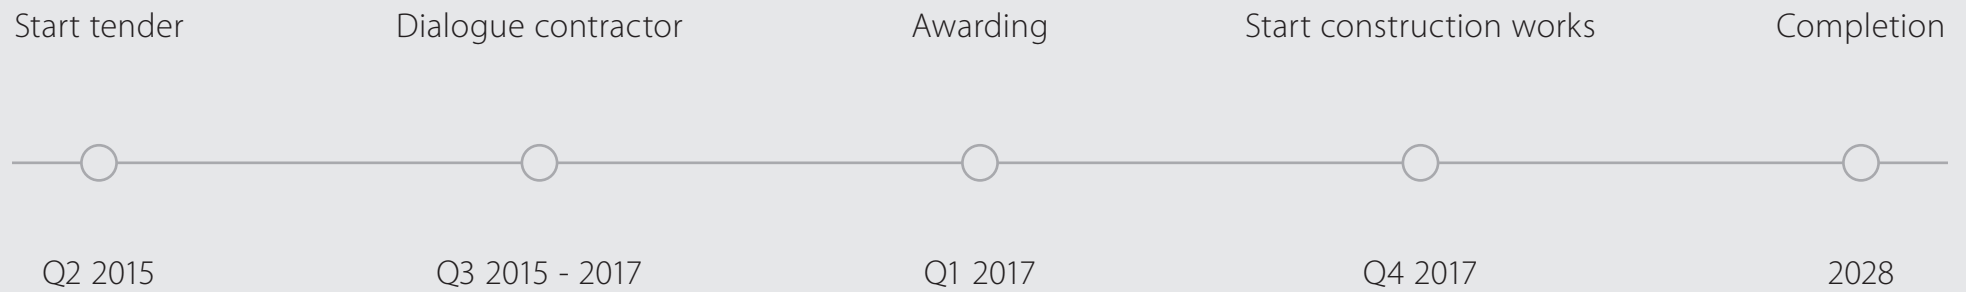 Start tender
Dialogue contractor
Awarding
Start construction works
Completion
Q2 2015
Q3 2015 - 2017
Q1 2017
Q4 2017
2028